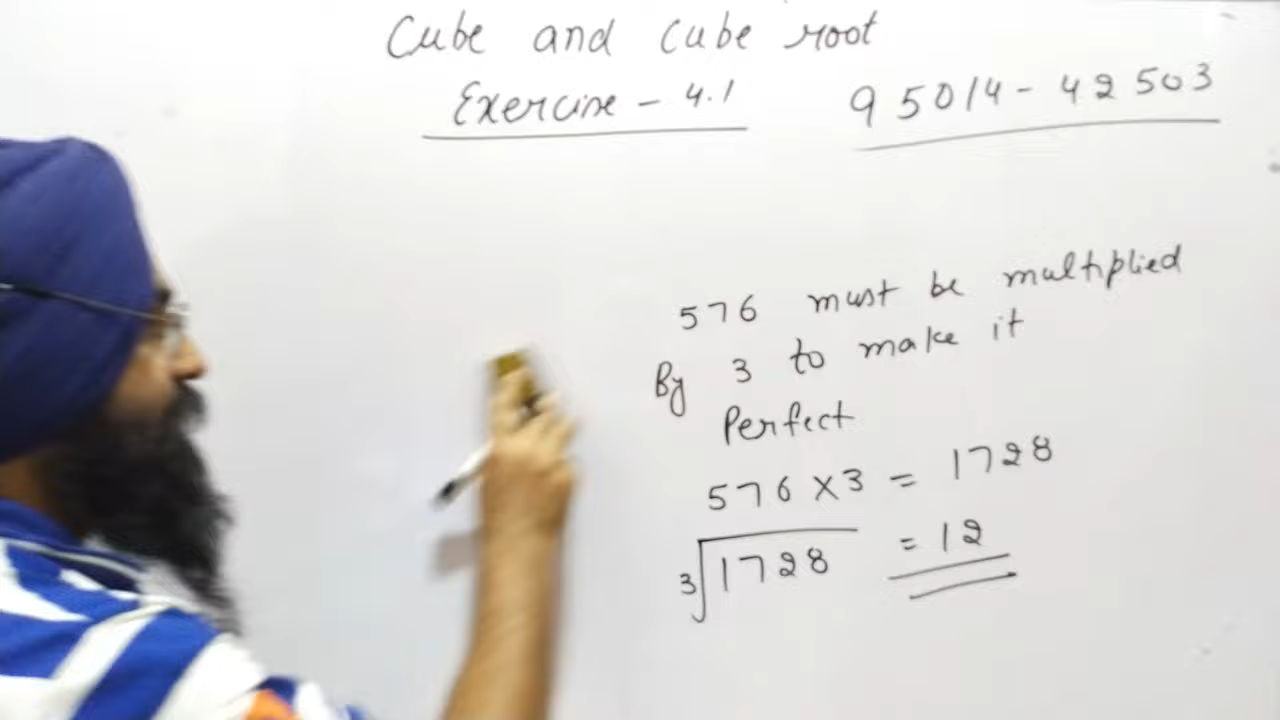 Cube and cube root
Exercise - 4.1
95014-42503
576 must be multiplied
By 3 to make it
Perfect
576 x 3 = 1728
3√1728 = 12